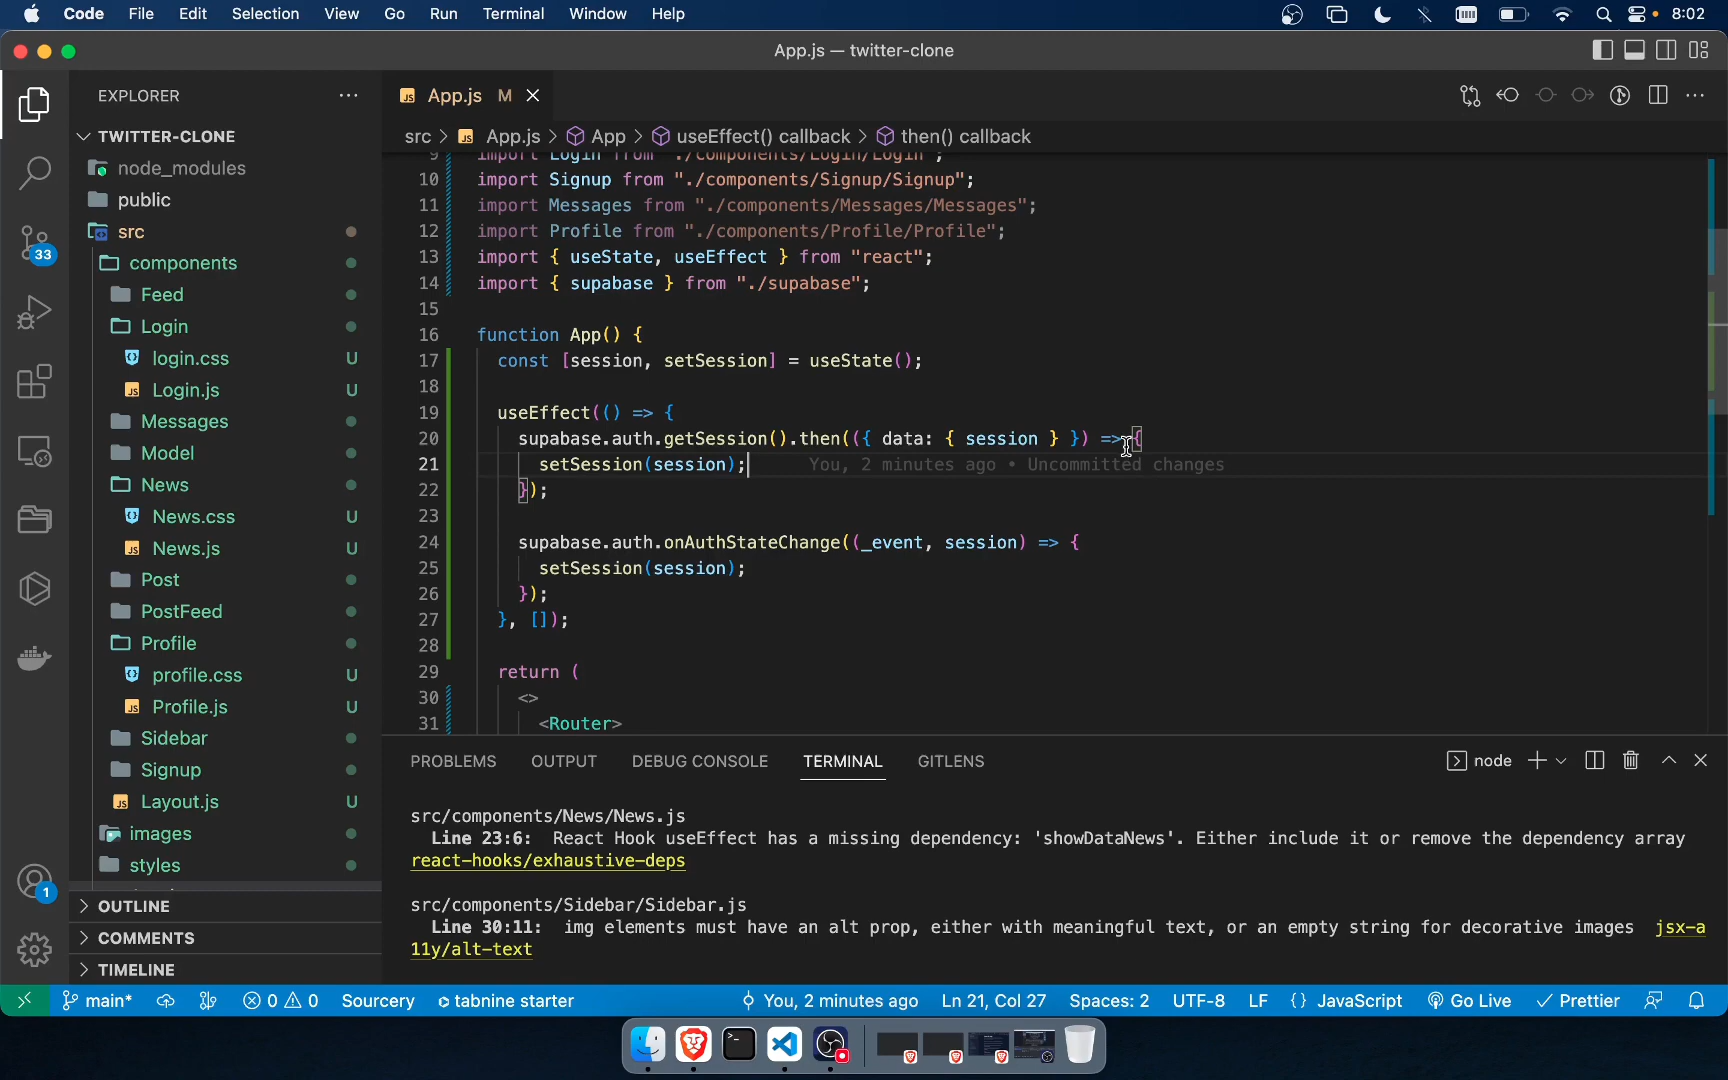 Code File Edit Selection View Go Run Terminal Window Help 8:02
App.js — twitter-clone
EXPLORER
TWITTER-CLONE
node_modules
public
src
components
Feed
Login
login.css U
Login.js U
Messages
Model
News
News.css U
News.js U
Post
PostFeed
Profile
profile.css U
Profile.js U
Sidebar
Signup
Layout.js U
images
styles
OUTLINE
COMMENTS
TIMELINE
33
1
App.js M
src > App.js > App > useEffect() callback > then() callback
9 import Login from "./components/Login/Login";
10 import Signup from "./components/Signup/Signup";
11 import Messages from "./components/Messages/Messages";
12 import Profile from "./components/Profile/Profile";
13 import { useState, useEffect } from "react";
14 import { supabase } from "./supabase";
15
16 function App() {
17 const [session, setSession] = useState();
18
19 useEffect(() => {
20 supabase.auth.getSession().then(({ data: { session } }) => {
21 setSession(session); You, 2 minutes ago • Uncommitted changes
22 });
23
24 supabase.auth.onAuthStateChange((_event, session) => {
25 setSession(session);
26 });
27 }, []);
28
29 return (
30 <>
31 <Router>
PROBLEMS OUTPUT DEBUG CONSOLE TERMINAL GITLENS node
src/components/News/News.js
Line 23:6: React Hook useEffect has a missing dependency: 'showDataNews'. Either include it or remove the dependency array
react-hooks/exhaustive-deps
src/components/Sidebar/Sidebar.js
Line 30:11: img elements must have an alt prop, either with meaningful text, or an empty string for decorative images jsx-a
11y/alt-text
main* 0 0 Sourcery tabnine starter You, 2 minutes ago Ln 21, Col 27 Spaces: 2 UTF-8 LF {} JavaScript Go Live Prettier